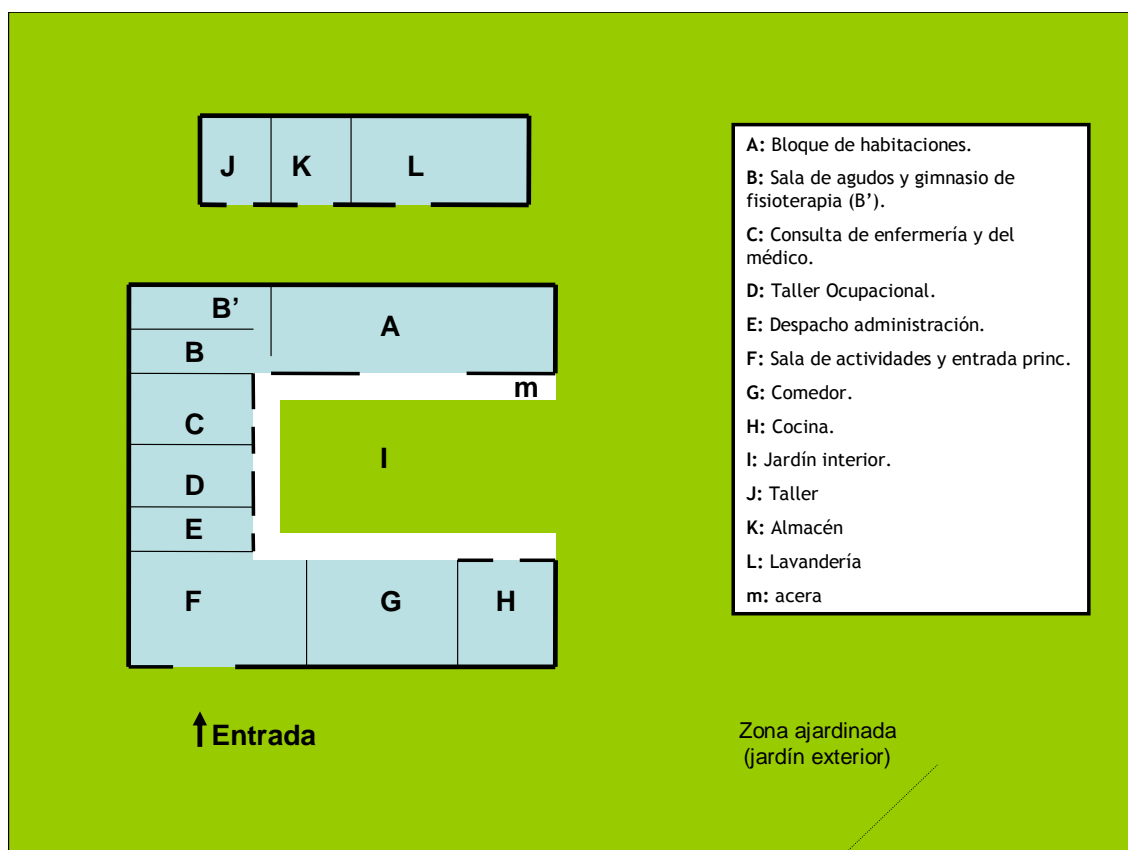 J
K
L
B’
A
B
m
C
I
D
E
F
G
H
Entrada
A: Bloque de habitaciones.
B: Sala de agudos y gimnasio de
fisioterapia (B’).
C: Consulta de enfermería y del
médico.
D: Taller Ocupacional.
E: Despacho administración.
F: Sala de actividades y entrada princ.
G: Comedor.
H: Cocina.
I: Jardín interior.
J: Taller
K: Almacén
L: Lavandería
m: acera
Zona ajardinada
(jardín exterior)